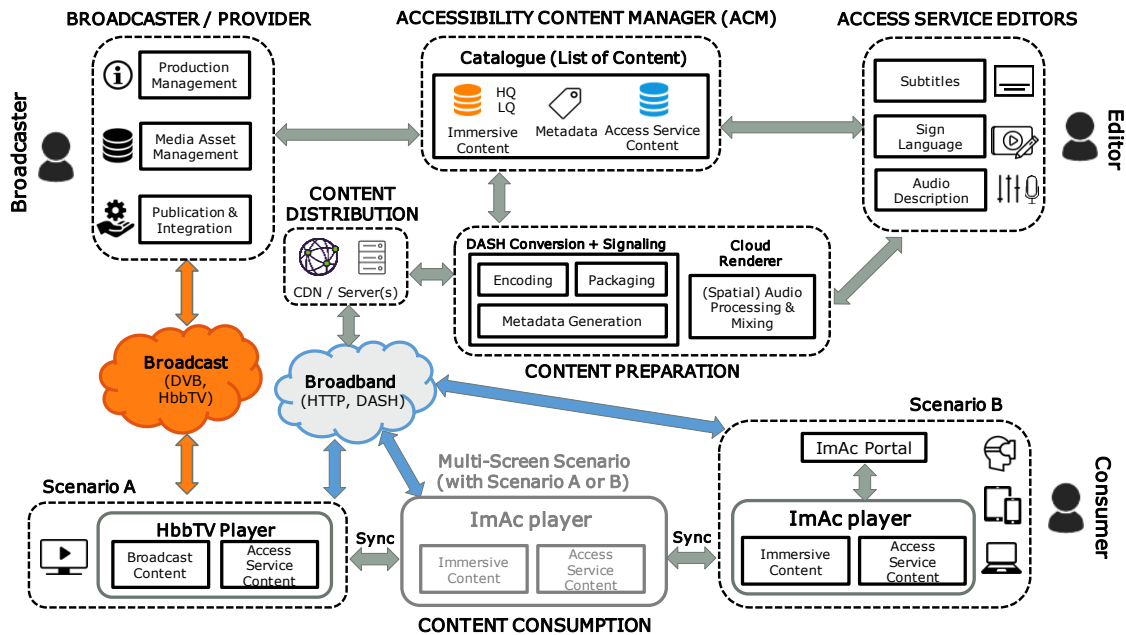 BROADCASTER / PROVIDER
Production
Management
Media Asset
Management
Publication &
Integration
Broadcaster
ACCESSIBILITY CONTENT MANAGER (ACM)
Catalogue (List of Content)
HQ
LQ
Immersive
Content
Metadata
Access Service
Content
ACCESS SERVICE EDITORS
Subtitles
Sign
Language
Audio
Description
Editor
CONTENT
DISTRIBUTION
CDN / Server(s)
DASH Conversion + Signaling
Encoding
Packaging
Metadata Generation
Cloud
Renderer
(Spatial) Audio
Processing &
Mixing
CONTENT PREPARATION
Broadcast
(DVB,
HbbTV)
Broadband
(HTTP, DASH)
Scenario A
HbbTV Player
Broadcast
Content
Access
Service
Content
Sync
Multi-Screen Scenario
(with Scenario A or B)
ImAc player
Immersive
Content
Access
Service
Content
Sync
Scenario B
ImAc Portal
ImAc player
Immersive
Content
Access
Service
Content
Consumer
CONTENT CONSUMPTION